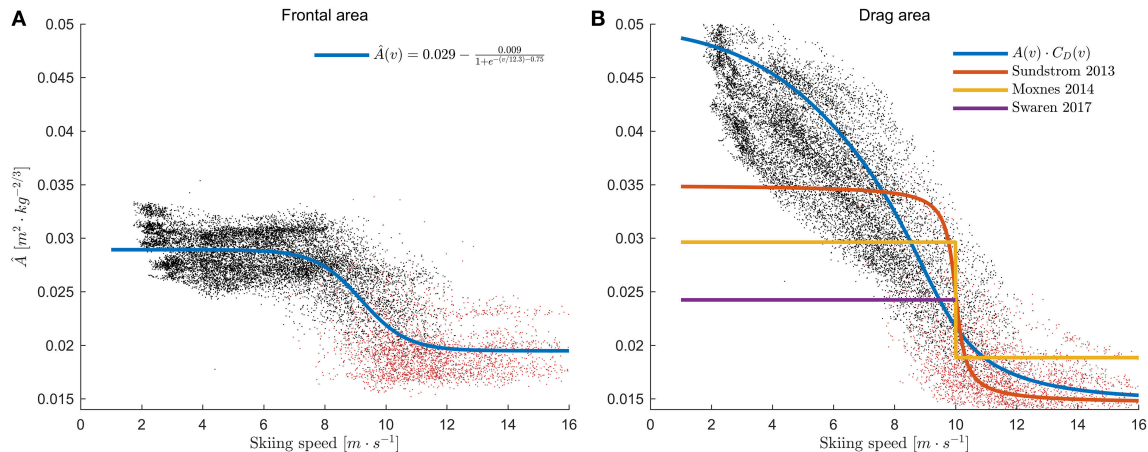 A
Frontal area
0.05
0.045
0.04
0.035
0.03
0.025
0.02
0.015
Â [m² · kg⁻²/³]
Â(v) = 0.029 − 0.009 / 1+e^−(v/12.3)−0.75
0 2 4 6 8 10 12 14 16
Skiing speed [m · s⁻¹]
B
Drag area
0.05
0.045
0.04
0.035
0.03
0.025
0.02
0.015
A(v) · C_D(v)
Sundstrom 2013
Moxnes 2014
Swaren 2017
0 2 4 6 8 10 12 14 16
Skiing speed [m · s⁻¹]